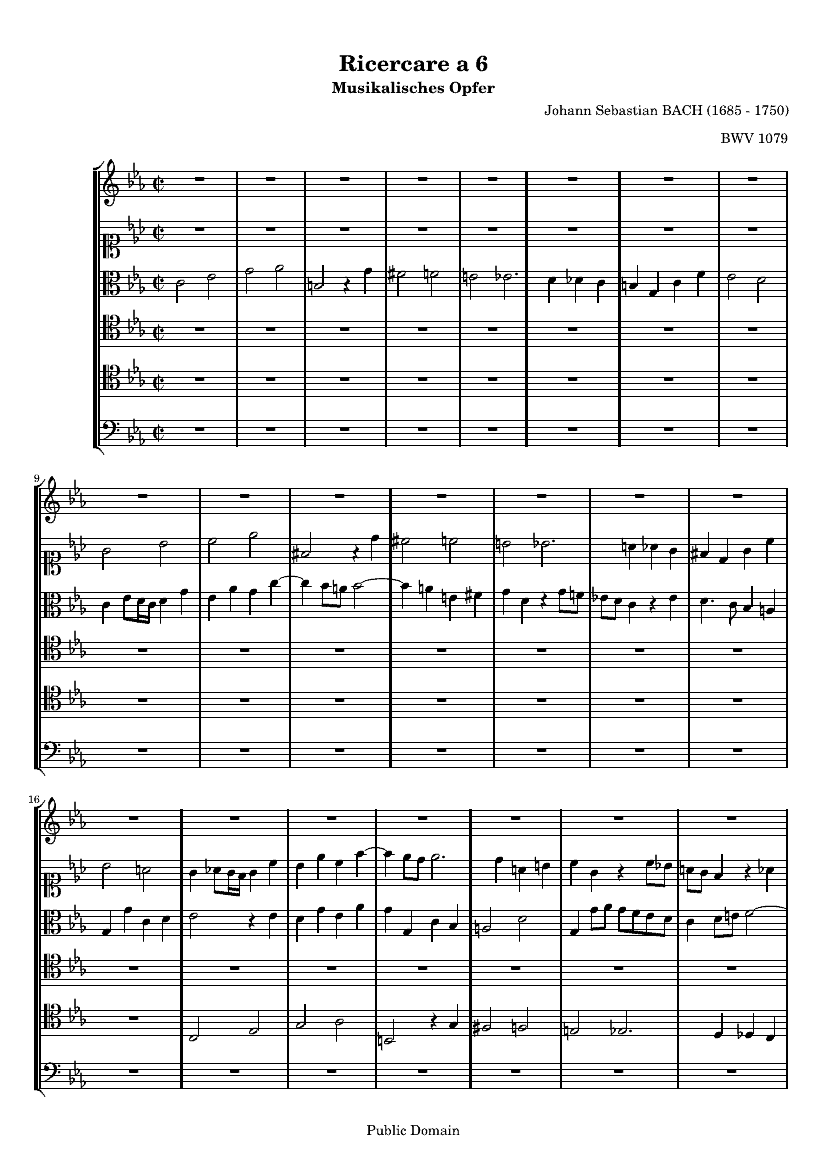 Ricercare a 6
Musikalisches Opfer
Johann Sebastian BACH (1685 - 1750)
BWV 1079
9
16
Public Domain